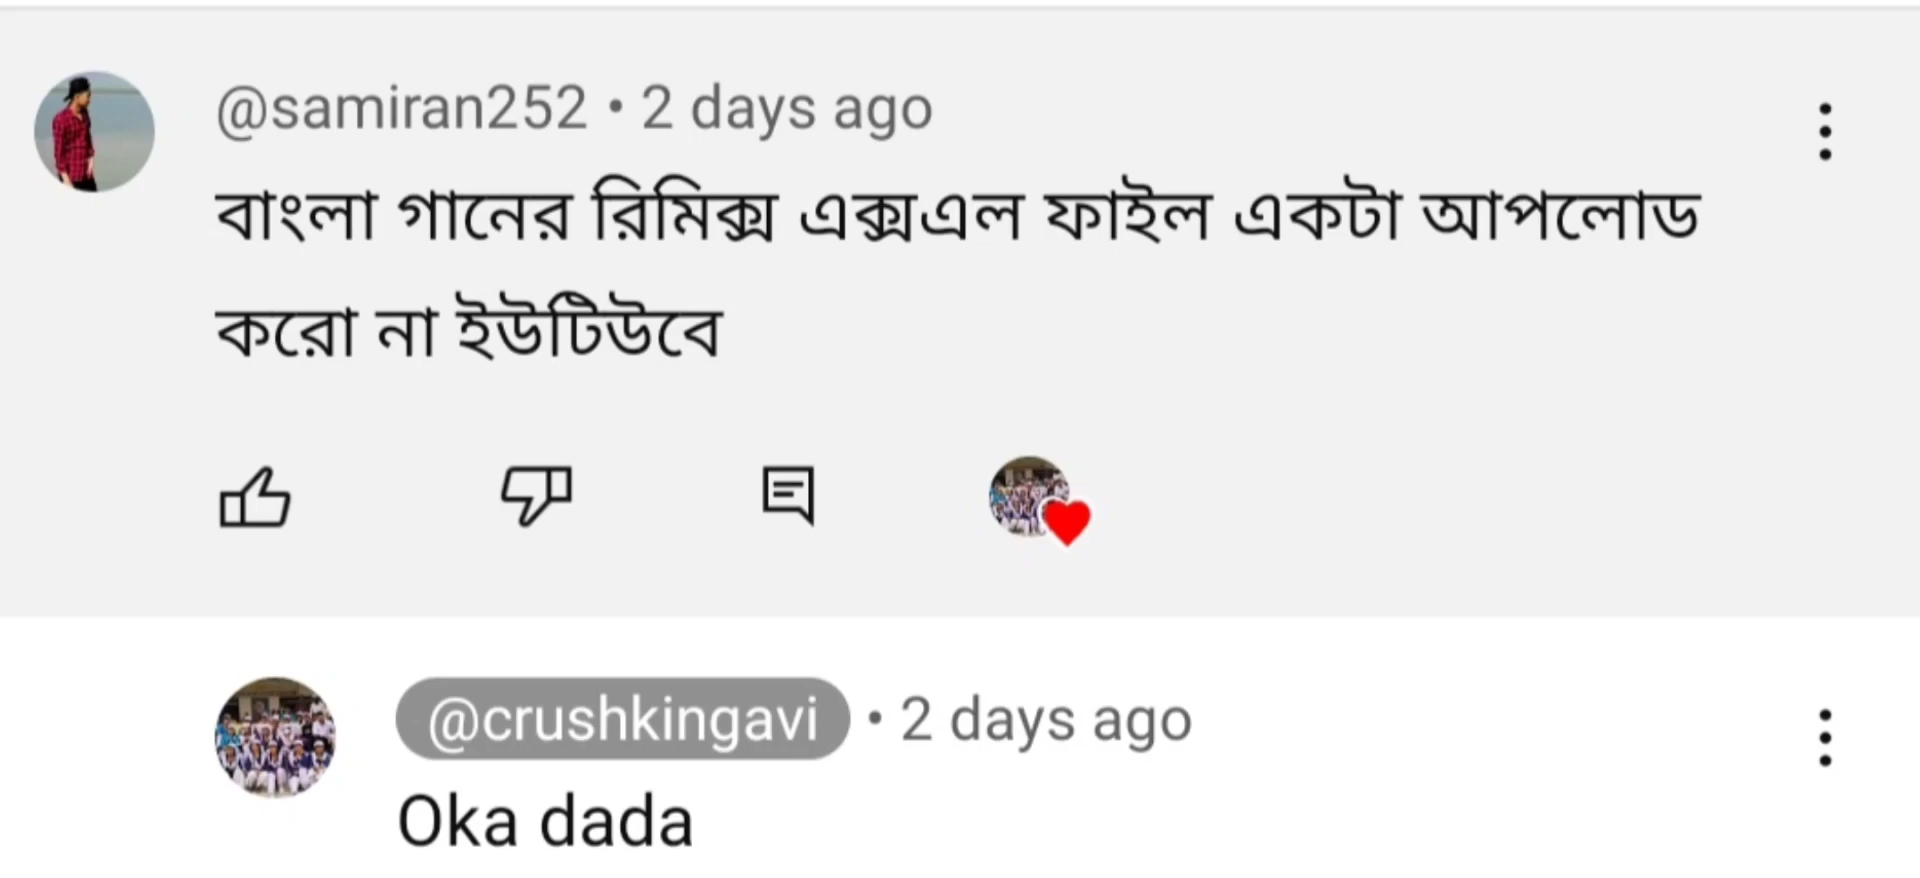 @samiran252 • 2 days ago
বাংলা গানের রিমিক্স এক্সএল ফাইল একটা আপলোড
করো না ইউটিউবে
@crushkingavi • 2 days ago
Oka dada